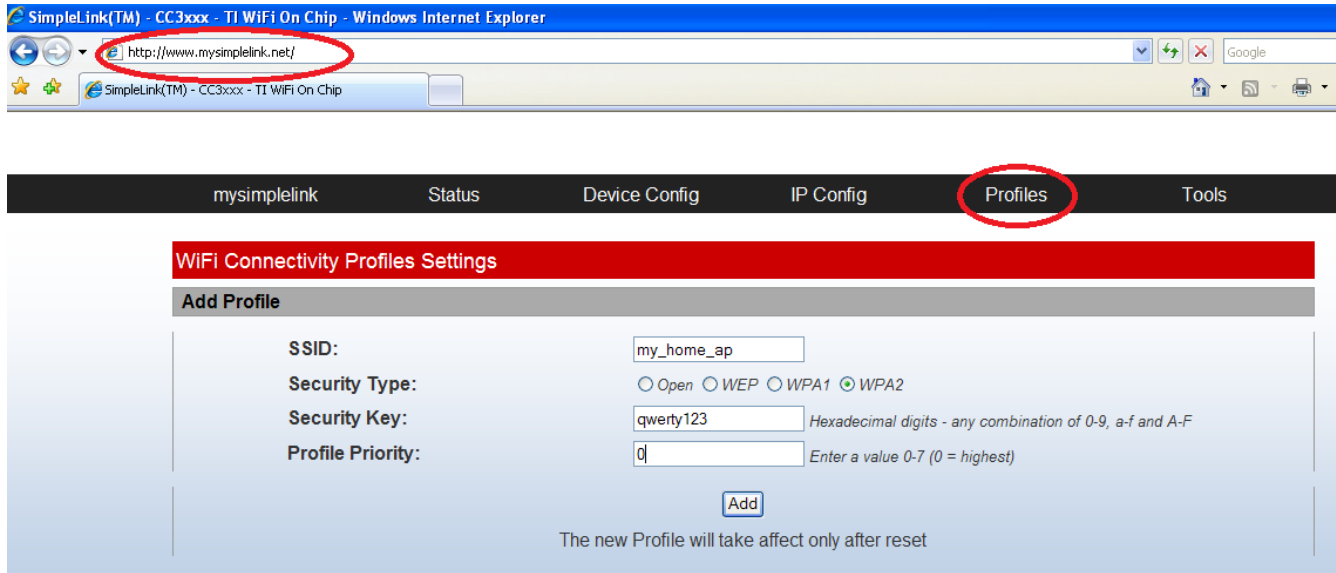 SimpleLink(TM) - CC3xxx - TI WiFi On Chip - Windows Internet Explorer
http://www.mysimplelink.net/
Google
SimpleLink(TM) - CC3xxx - TI WiFi On Chip
mysimplelink Status Device Config IP Config Profiles Tools
WiFi Connectivity Profiles Settings
Add Profile
SSID: my_home_ap
Security Type: Open WEP WPA1 WPA2
Security Key: qwerty123 Hexadecimal digits - any combination of 0-9, a-f and A-F
Profile Priority: 0 Enter a value 0-7 (0 = highest)
Add
The new Profile will take affect only after reset